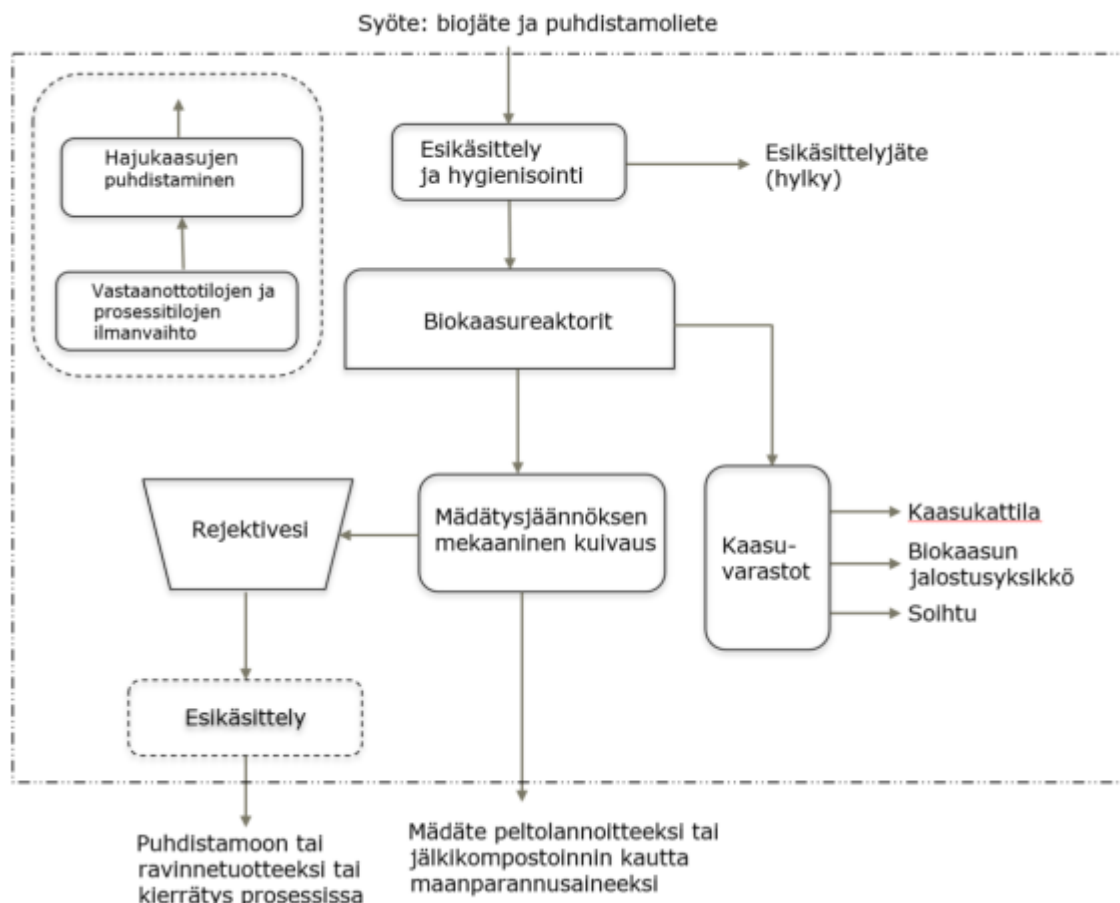 Syöte: biojäte ja puhdistamoliete
Hajukaasujen
puhdistaminen
Esikäsittely
ja hygienisointi
Esikäsittelyjäte
(hylky)
Vastaanottotilojen ja
prosessitilojen
ilmanvaihto
Biokaasureaktorit
Rejektivesi
Mädätysjäännöksen
mekaaninen kuivaus
Kaasu-
varastot
Kaasukattila
Biokaasun
jalostusyksikkö
Soihtu
Esikäsittely
Puhdistamoon tai
ravinnetuotteeksi tai
kierrätys prosessissa
Mädäte peltolannoitteeksi tai
jälkikompostoinnin kautta
maanparannusaineeksi